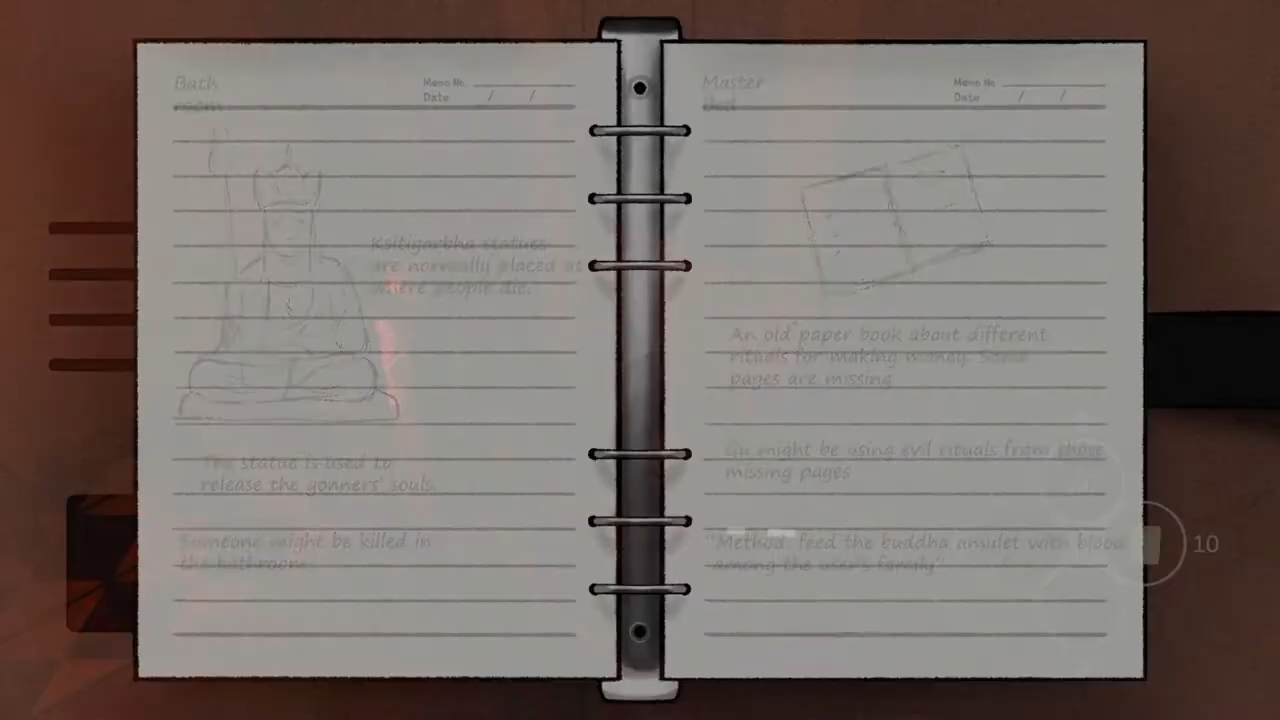 Bath
room
Memo No.
Date / /
Ksitigarbha statues
are normally placed at
where people die.
The statue is used to
release the gonners' souls.
Someone might be killed in
the bathroom
Master
Bed
Memo No.
Date / /
An old paper book about different
rituals for making money. Some
pages are missing
might be using evil rituals from those
missing pages
"Method: feed the buddha amulet with blood
among the user's family"
10